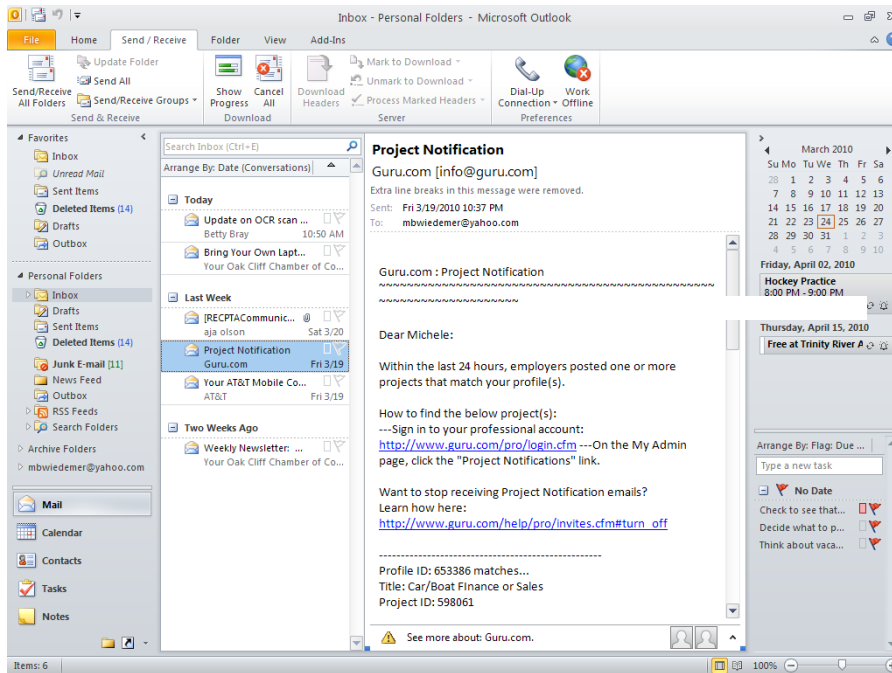 Inbox - Personal Folders - Microsoft Outlook
File Home Send / Receive Folder View Add-Ins
Send/Receive All Folders
Update Folder
Send All
Send/Receive Groups
Send & Receive
Show Progress
Cancel All
Download
Download Headers
Mark to Download
Unmark to Download
Process Marked Headers
Server
Dial-Up Connection
Work Offline
Preferences
Favorites
Inbox
Unread Mail
Sent Items
Deleted Items (14)
Drafts
Outbox
Personal Folders
Inbox
Drafts
Sent Items
Deleted Items (14)
Junk E-mail [11]
News Feed
Outbox
RSS Feeds
Search Folders
Archive Folders
mbwiedemer@yahoo.com
Mail
Calendar
Contacts
Tasks
Notes
Search Inbox (Ctrl+E)
Arrange By: Date (Conversations)
Today
Update on OCR scan ...
Betty Bray 10:50 AM
Bring Your Own Lapt...
Your Oak Cliff Chamber of Co...
Last Week
[RECPTACommunic...
aja olson Sat 3/20
Project Notification
Guru.com Fri 3/19
Your AT&T Mobile Co...
AT&T Fri 3/19
Two Weeks Ago
Weekly Newsletter: ...
Your Oak Cliff Chamber of Co...
Project Notification
Guru.com [info@guru.com]
Extra line breaks in this message were removed.
Sent: Fri 3/19/2010 10:37 PM
To: mbwiedemer@yahoo.com
Guru.com : Project Notification
~~~~~~~~~~~~~~~~~~~~~~~~~~~~~~~~~~~~~~~~~~~~~~~~~~~
~~~~~~~~~~~~~~~~~~~~~
Dear Michele:
Within the last 24 hours, employers posted one or more
projects that match your profile(s).
How to find the below project(s):
---Sign in to your professional account:
http://www.guru.com/pro/login.cfm ---On the My Admin
page, click the "Project Notifications" link.
Want to stop receiving Project Notification emails?
Learn how here:
http://www.guru.com/help/pro/invites.cfm#turn_off
--------------------------------------------------
Profile ID: 653386 matches...
Title: Car/Boat FInance or Sales
Project ID: 598061
See more about: Guru.com.
March 2010
Su Mo Tu We Th Fr Sa
28 1 2 3 4 5 6
7 8 9 10 11 12 13
14 15 16 17 18 19 20
21 22 23 24 25 26 27
28 29 30 31 1 2 3
4 5 6 7 8 9 10
Friday, April 02, 2010
Hockey Practice
8:00 PM - 9:00 PM
Thursday, April 15, 2010
Free at Trinity River A
Arrange By: Flag: Due ...
Type a new task
No Date
Check to see that...
Decide what to p...
Think about vaca...
Items: 6
100%